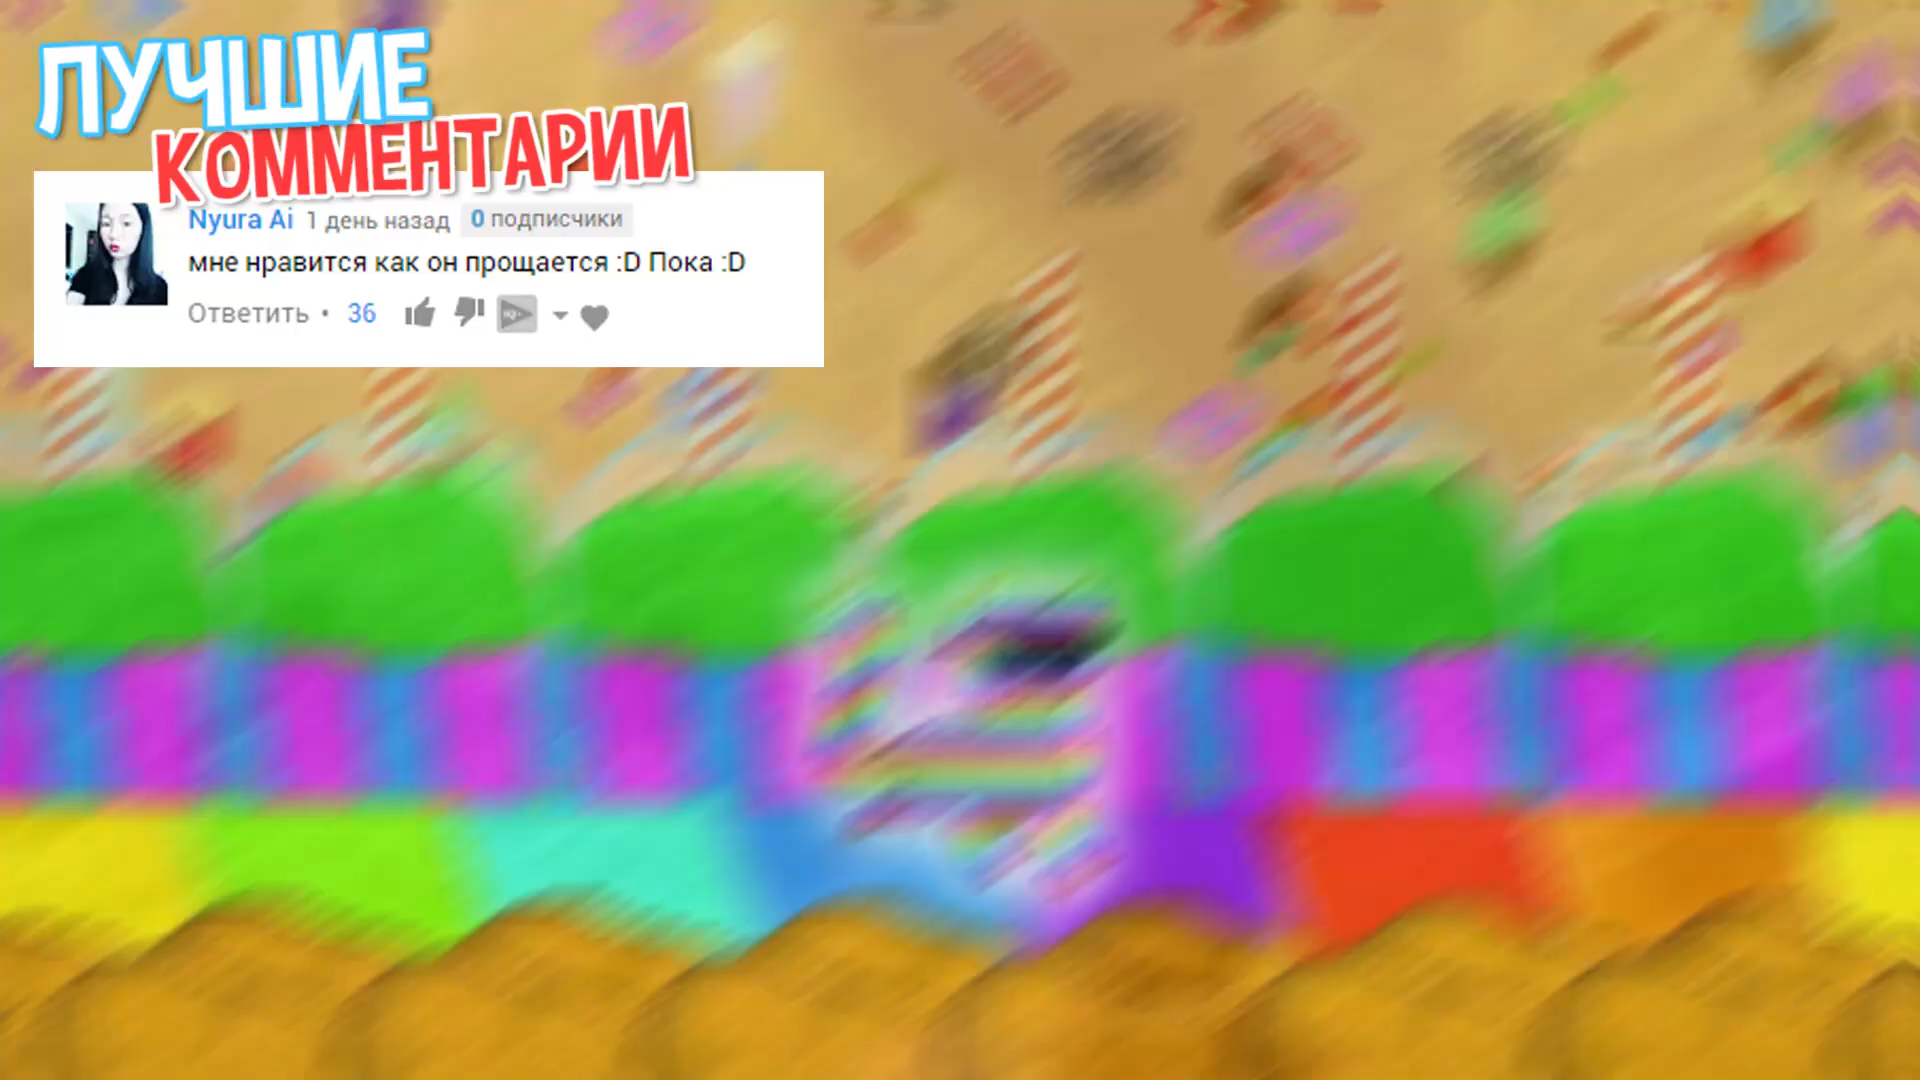 ЛУЧШИЕ
КОММЕНТАРИИ
Nyura Ai 1 день назад 0 подписчики
мне нравится как он прощается :D Пока :D
Ответить • 36